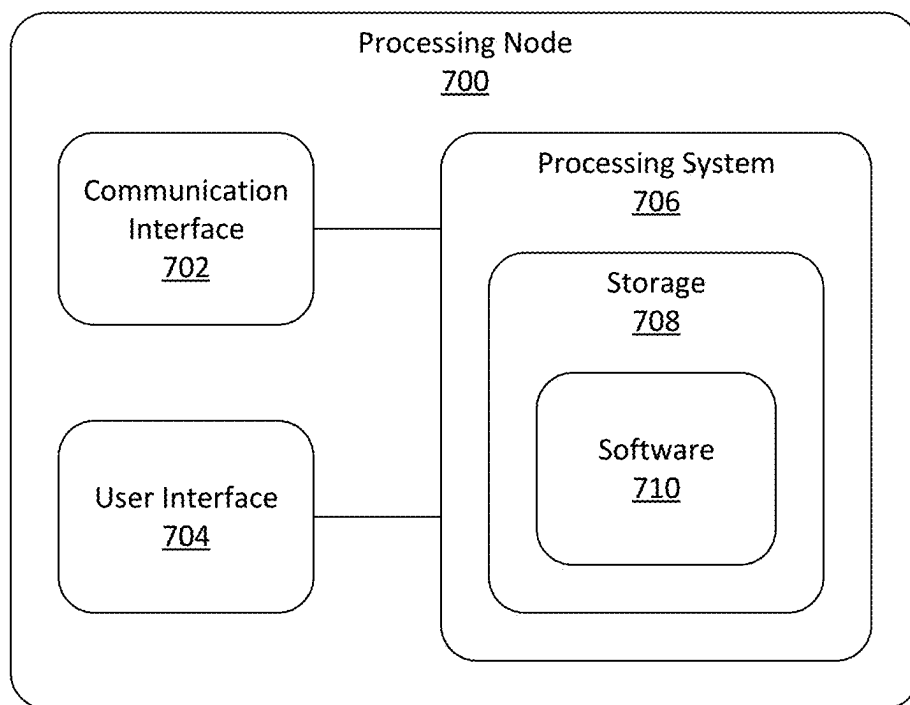 Processing Node
700
Communication
Interface
702
Processing System
706
Storage
708
Software
710
User Interface
704